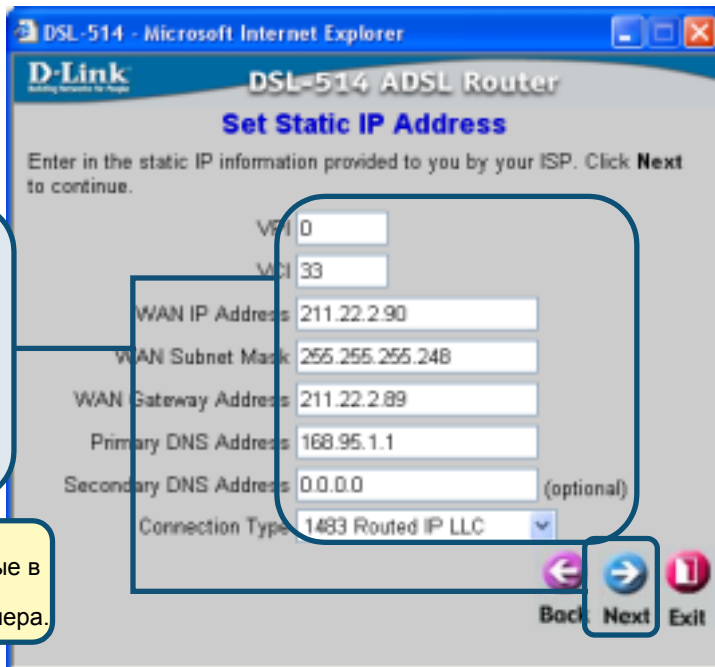 DSL-514 - Microsoft Internet Explorer
D-Link
Building Networks for People
DSL-514 ADSL Router
Set Static IP Address
Enter in the static IP information provided to you by your ISP. Click Next
to continue.
VPI 0
VCI 33
WAN IP Address 211.22.2.90
WAN Subnet Mask 255.255.255.248
WAN Gateway Address 211.22.2.89
Primary DNS Address 168.95.1.1
Secondary DNS Address 0.0.0.0 (optional)
Connection Type 1483 Routed IP LLC
Back Next Exit
в